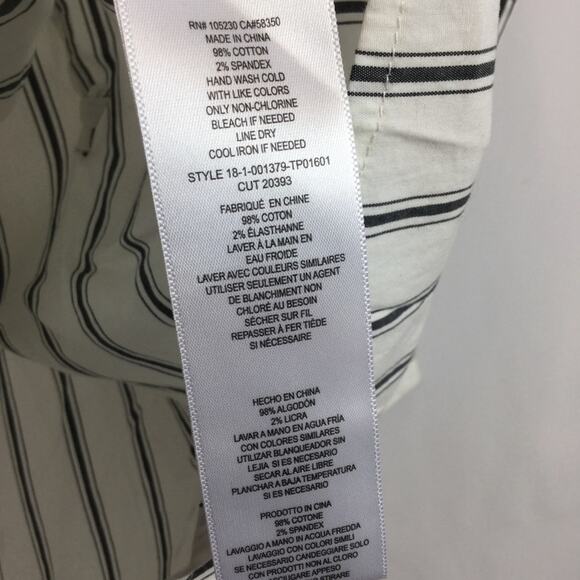 RN# 105230 CA#58350
MADE IN CHINA
98% COTTON
2% SPANDEX
HAND WASH COLD
WITH LIKE COLORS
ONLY NON-CHLORINE
BLEACH IF NEEDED
LINE DRY
COOL IRON IF NEEDED
STYLE 18-1-001379-TP01601
CUT 20393
FABRIQUÉ EN CHINE
98% COTON
2% ÉLASTHANNE
LAVER À LA MAIN EN
EAU FROIDE
LAVER AVEC COULEURS SIMILAIRES
UTILISER SEULEMENT UN AGENT
DE BLANCHIMENT NON
CHLORÉ AU BESOIN
SÉCHER SUR FIL
REPASSER À FER TIÈDE
SI NÉCESSAIRE
HECHO EN CHINA
98% ALGODÓN
2% LICRA
LAVAR A MANO EN AGUA FRÍA
CON COLORES SIMILARES
UTILIZAR BLANQUEADOR SIN
LEJIA SI ES NECESARIO
SECAR AL AIRE LIBRE
PLANCHAR A BAJA TEMPERATURA
SI ES NECESARIO
PRODOTTO IN CINA
98% COTONE
2% SPANDEX
LAVAGGIO A MANO IN ACQUA FREDDA
LAVAGGIO CON COLORI SIMILI
SE NECESSARIO CANDEGGIARE SOLO
CON PRODOTTI NON AL CLORO
ASCIUGARE APPESO
STIRARE